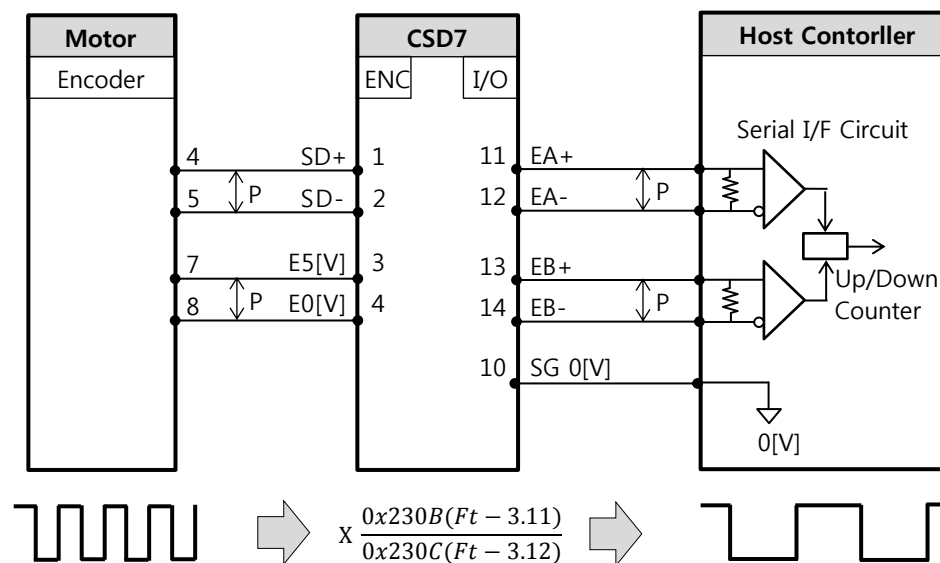 Motor
CSD7
Host Contorller
Encoder
ENC
I/O
Serial I/F Circuit
4
SD+
1
11
EA+
P
P
5
SD-
2
12
EA-
7
E5[V]
3
13
EB+
P
P
Up/Down
Counter
8
E0[V]
4
14
EB-
10
SG 0[V]
0[V]
X 0x230B(Ft − 3.11)
0x230C(Ft − 3.12)